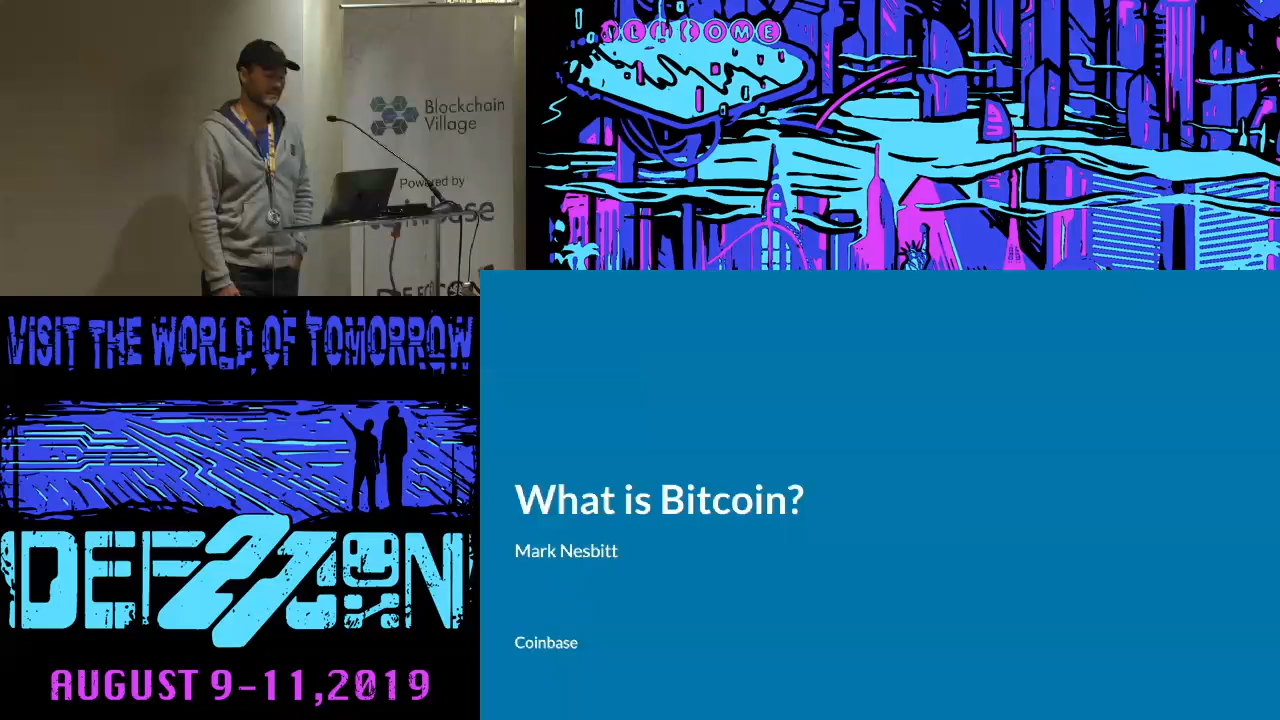 WELCOME
Blockchain
Village
Powered by
VISIT THE WORLD OF TOMORROW
DEF 27 CON
AUGUST 9-11,2019
What is Bitcoin?
Mark Nesbitt
Coinbase